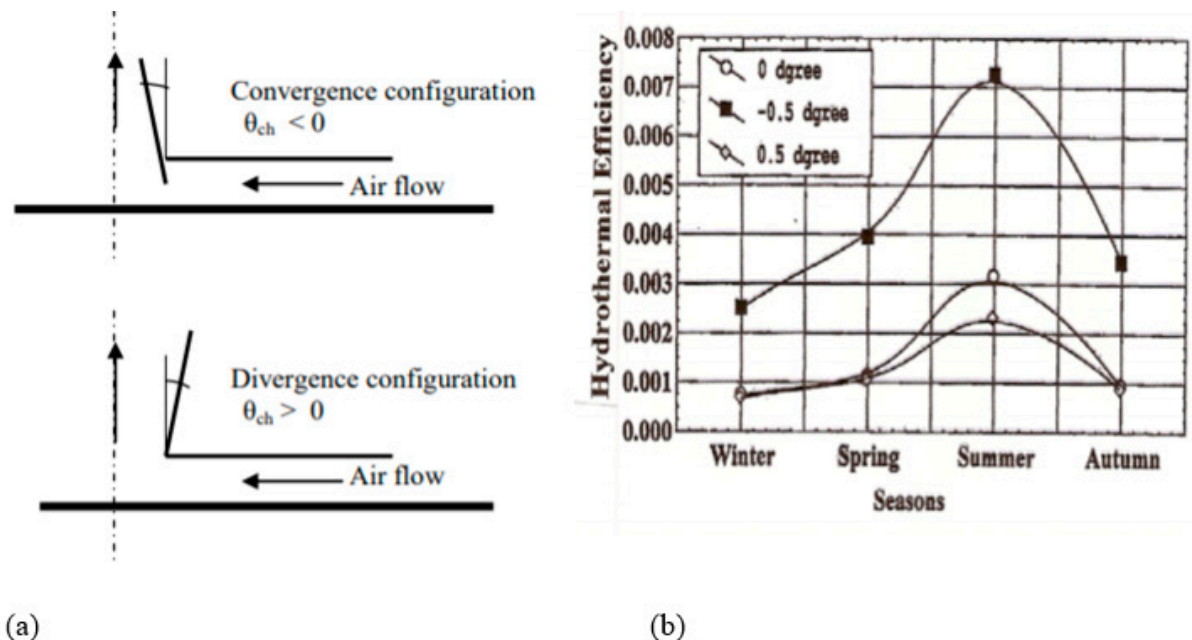 Convergence configuration
θch < 0
Air flow
Divergence configuration
θch > 0
Air flow
(a)
Hydrothermal Efficiency
0.008
0.007
0.006
0.005
0.004
0.003
0.002
0.001
0.000
0 dgree
-0.5 dgree
0.5 dgree
Winter Spring Summer Autumn
Seasons
(b)